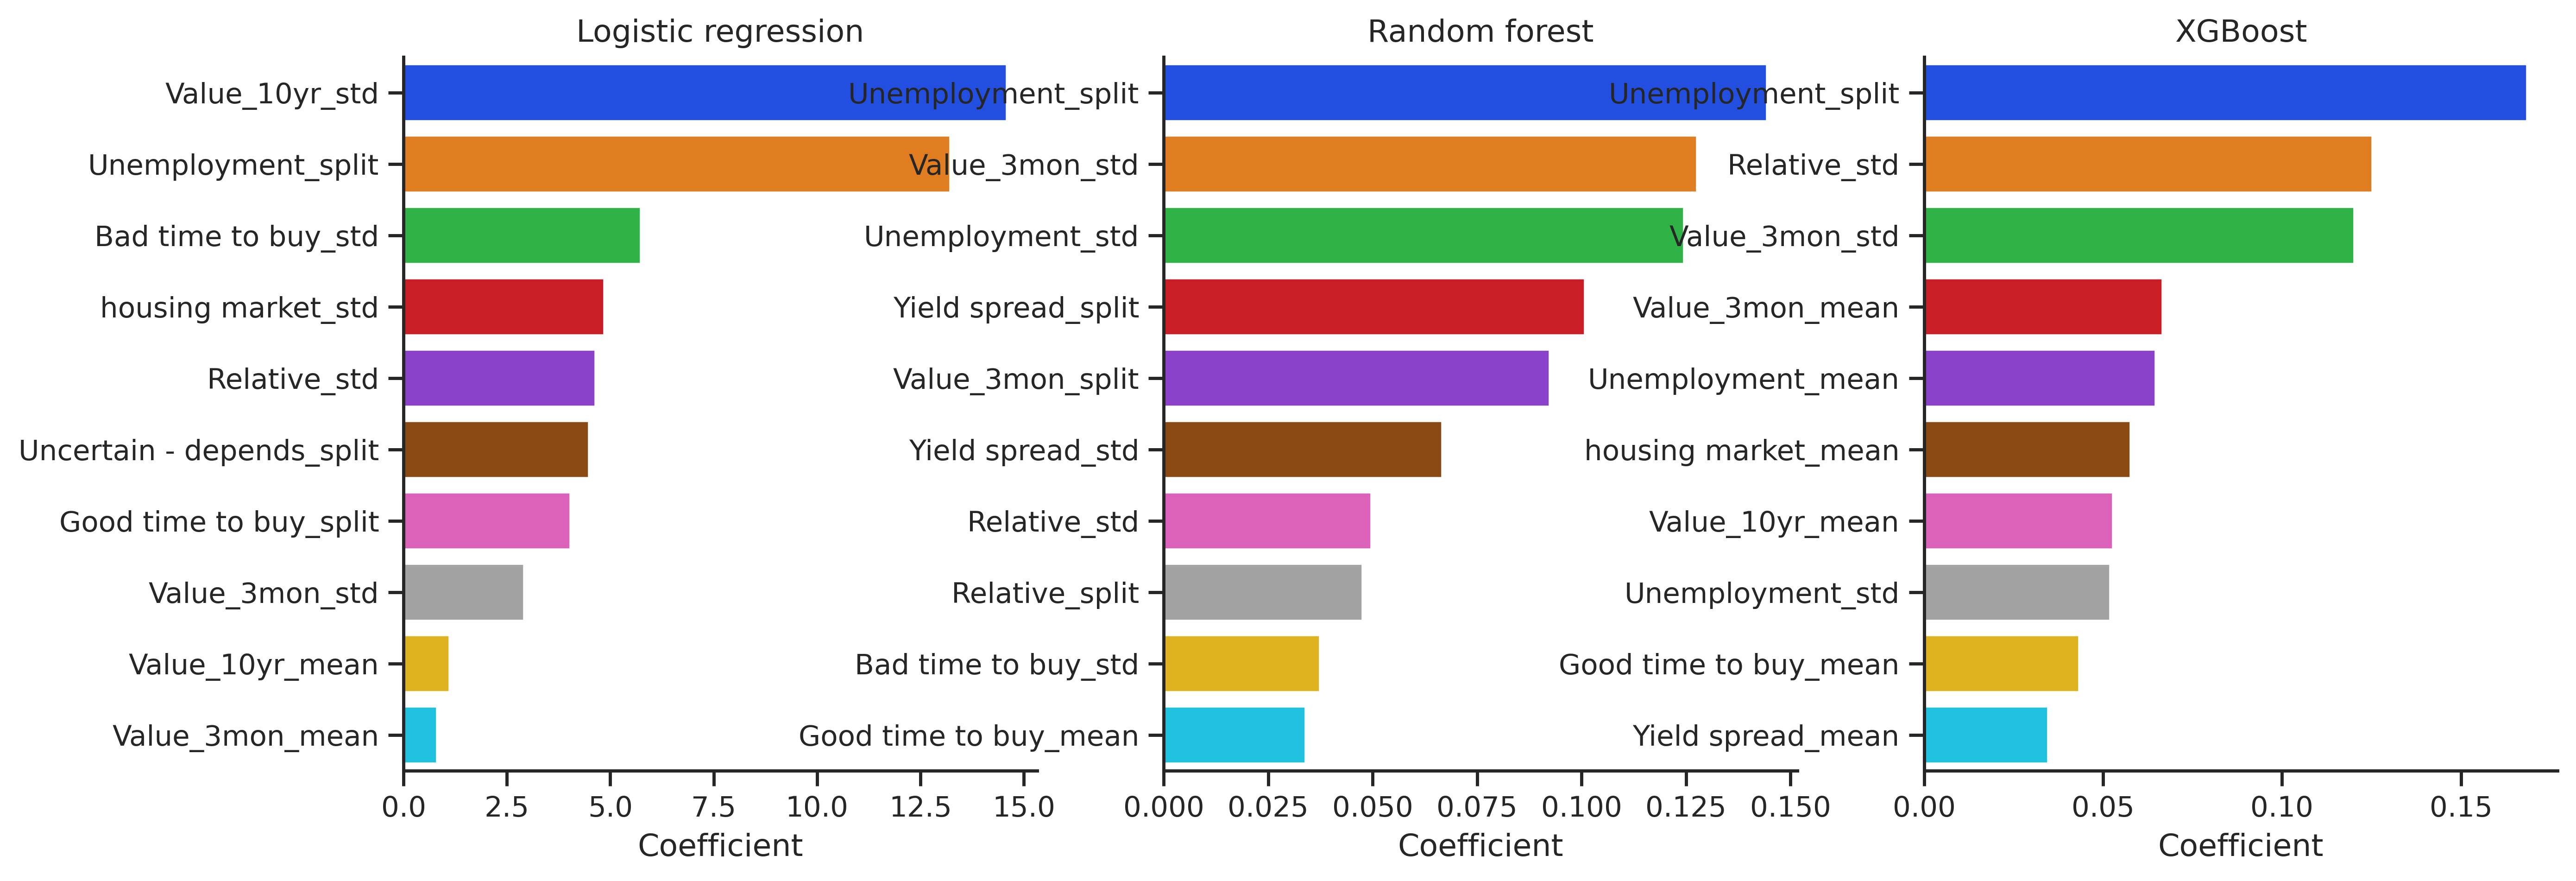 Logistic regression
Value_10yr_std
Unemployment_split
Bad time to buy_std
housing market_std
Relative_std
Uncertain - depends_split
Good time to buy_split
Value_3mon_std
Value_10yr_mean
Value_3mon_mean
0.0 2.5 5.0 7.5 10.0 12.5 15.0
Coefficient
Random forest
Unemployment_split
Value_3mon_std
Unemployment_std
Yield spread_split
Value_3mon_split
Yield spread_std
Relative_std
Relative_split
Bad time to buy_std
Good time to buy_mean
0.000 0.025 0.050 0.075 0.100 0.125 0.150
Coefficient
XGBoost
Unemployment_split
Relative_std
Value_3mon_std
Value_3mon_mean
Unemployment_mean
housing market_mean
Value_10yr_mean
Unemployment_std
Good time to buy_mean
Yield spread_mean
0.00 0.05 0.10 0.15
Coefficient